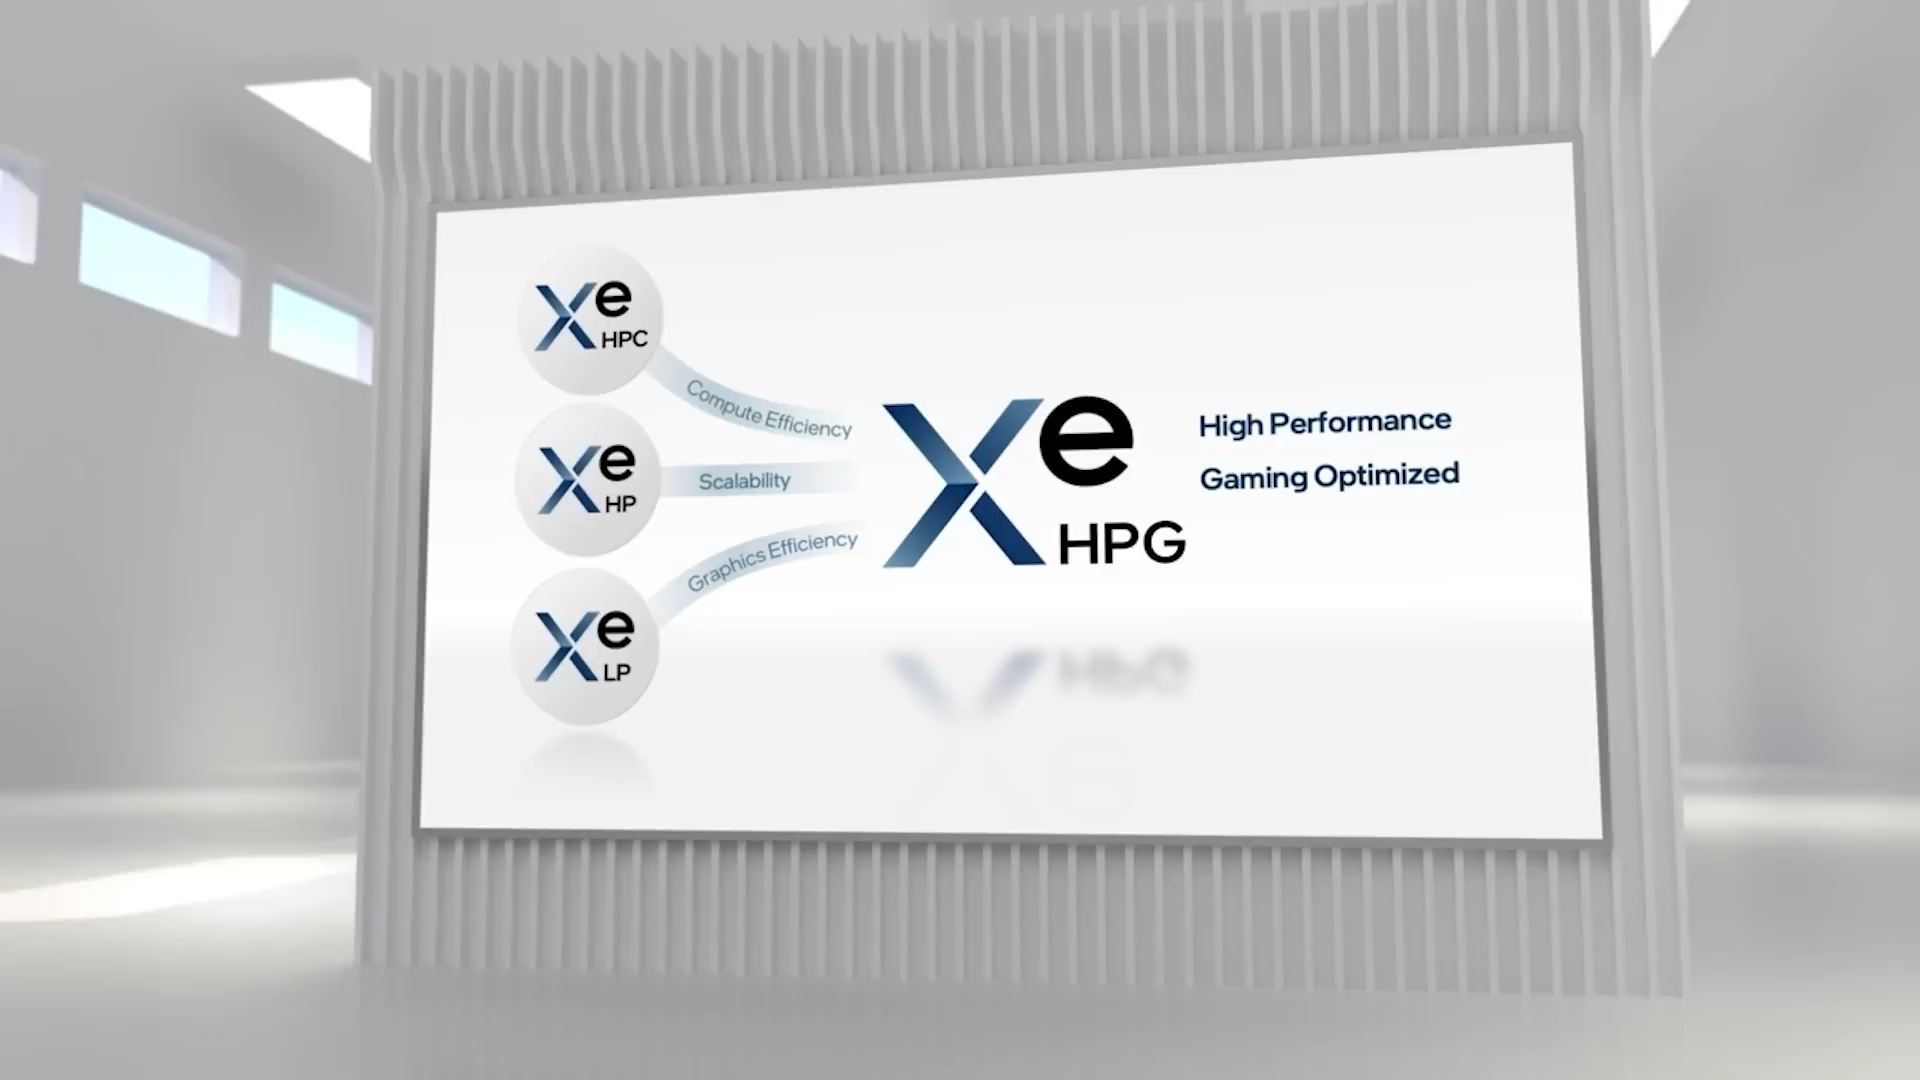 Xe
HPC
Compute Efficiency
Xe
HP
Scalability
Xe
LP
Graphics Efficiency
Xe
HPG
High Performance
Gaming Optimized